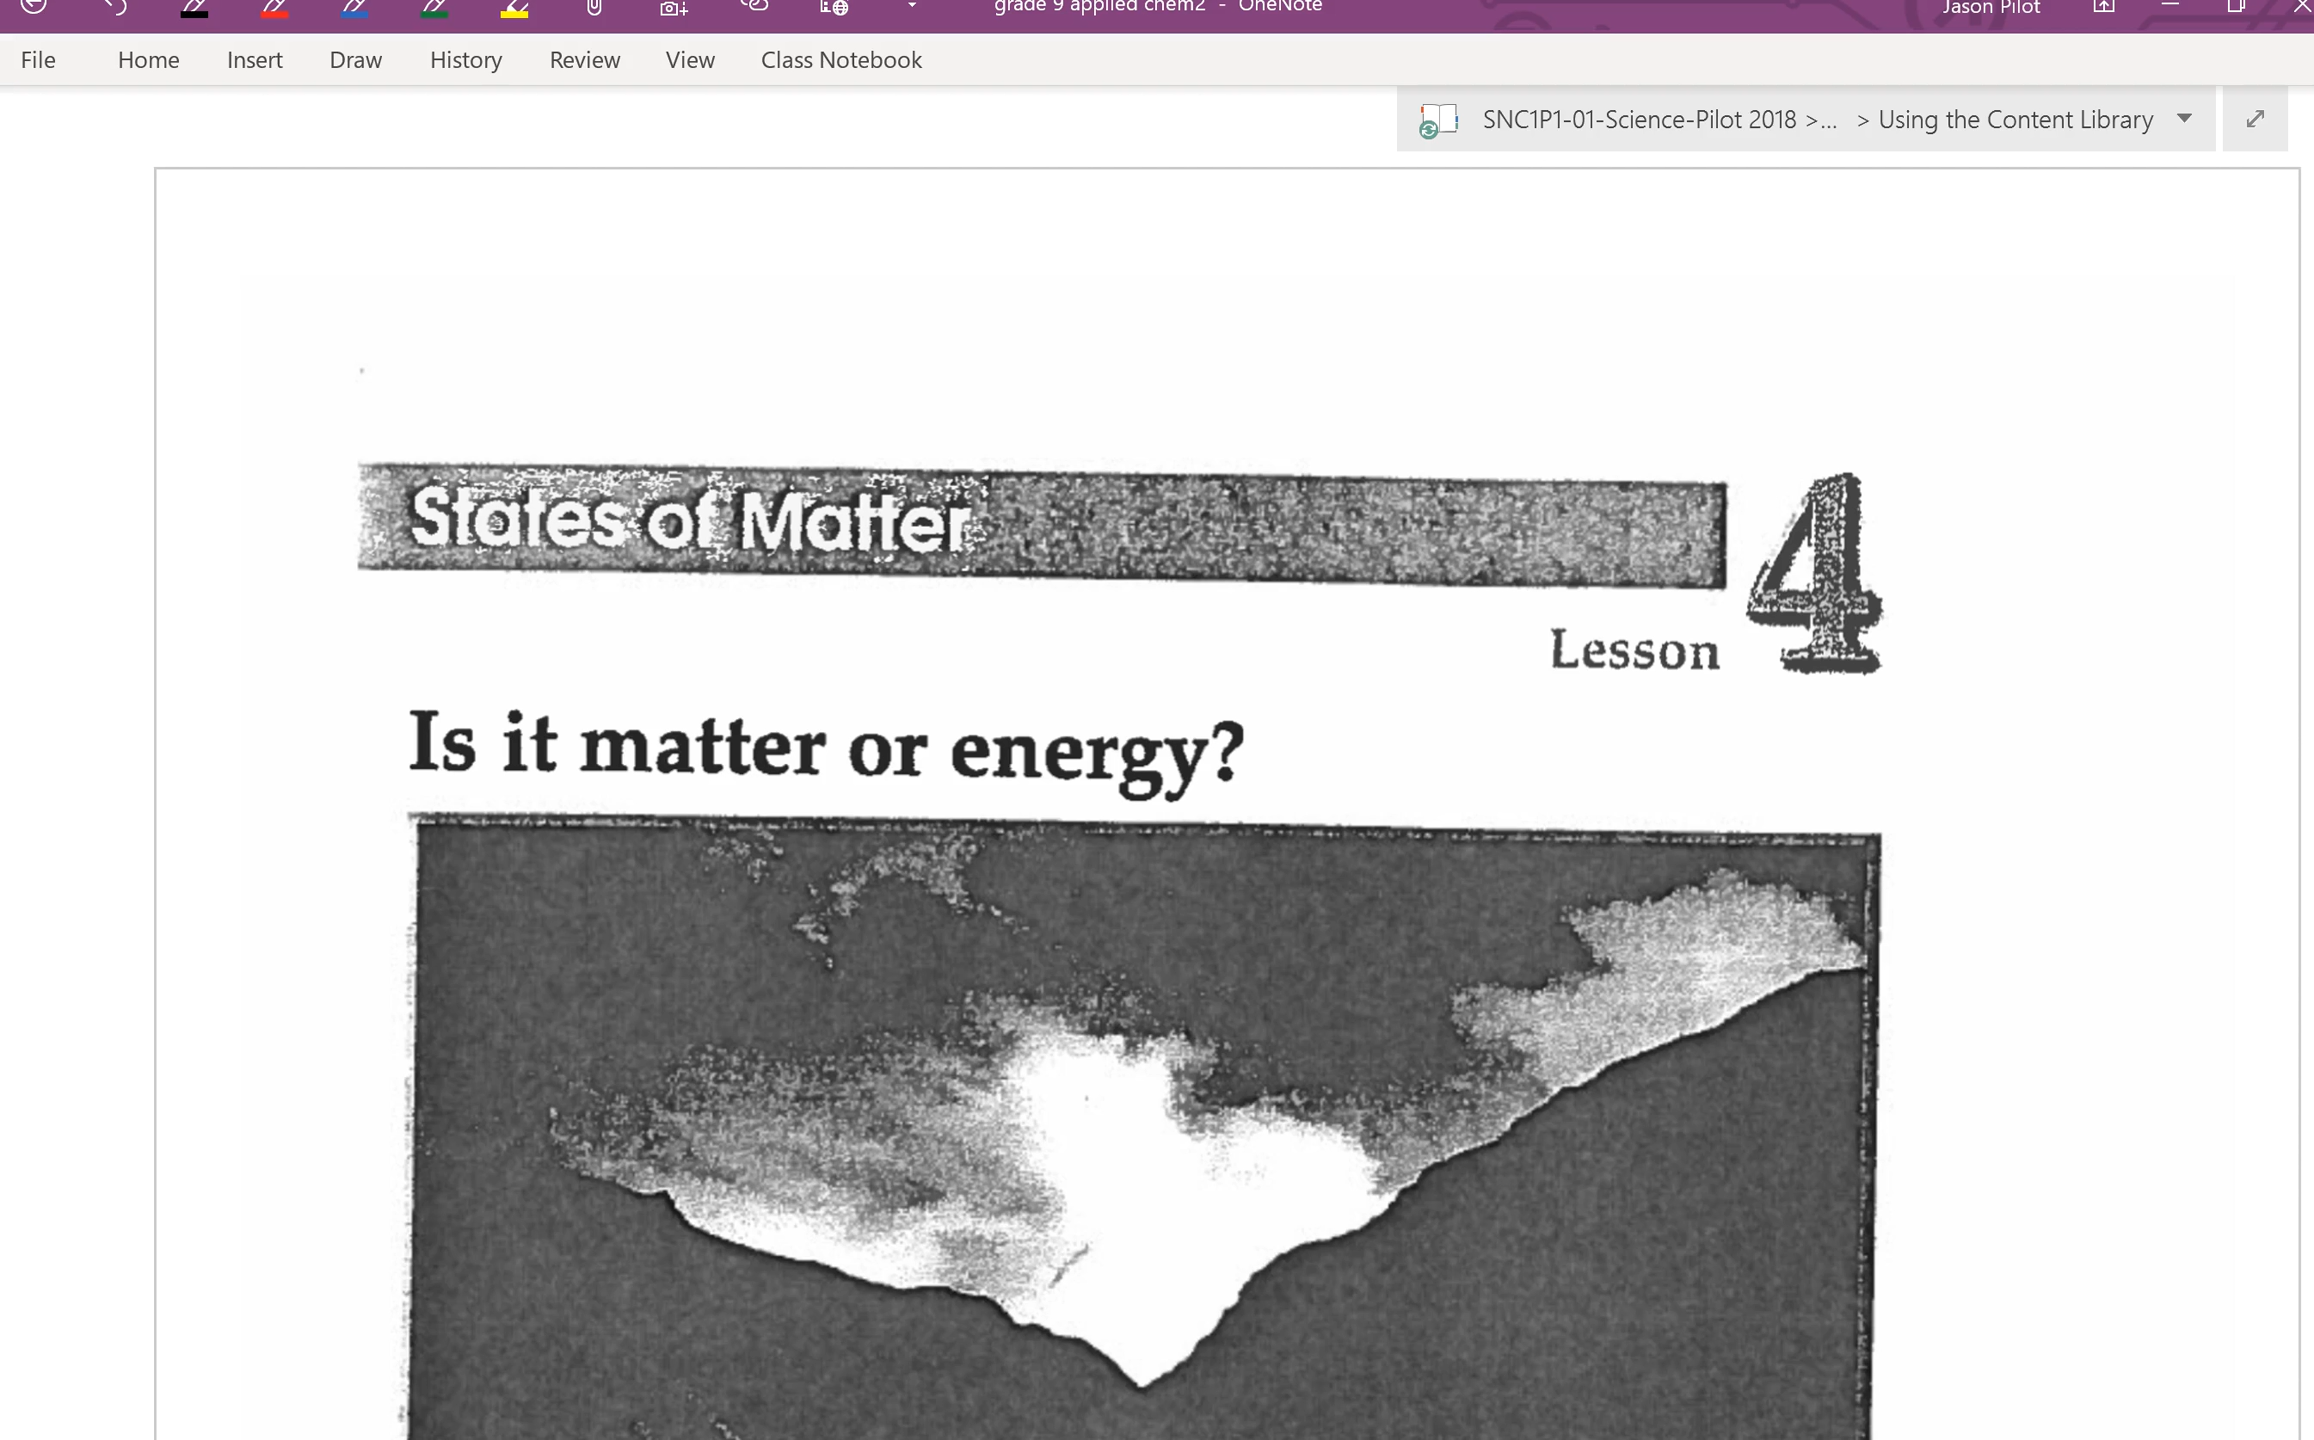 grade 9 applied chem2 - OneNote
Jason Pilot
File Home Insert Draw History Review View Class Notebook
SNC1P1-01-Science-Pilot 2018 >... > Using the Content Library
States of Matter
4
Lesson
Is it matter or energy?